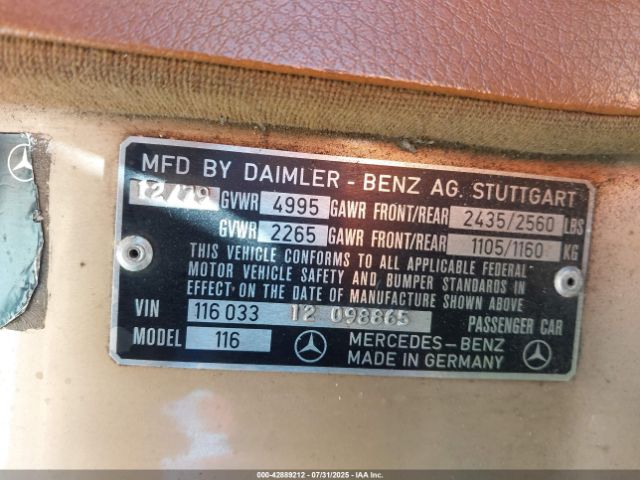 MFD BY DAIMLER - BENZ AG. STUTTGART
12/79 GVWR 4995 GAWR FRONT/REAR 2435/2560 LBS
GVWR 2265 GAWR FRONT/REAR 1105/1160 KG
THIS VEHICLE CONFORMS TO ALL APPLICABLE FEDERAL
MOTOR VEHICLE SAFETY AND BUMPER STANDARDS IN
EFFECT ON THE DATE OF MANUFACTURE SHOWN ABOVE
VIN 116 033 12 098865 PASSENGER CAR
MODEL 116 MERCEDES-BENZ
MADE IN GERMANY
000-42889212 - 07/31/2025 - IAAI, INC.